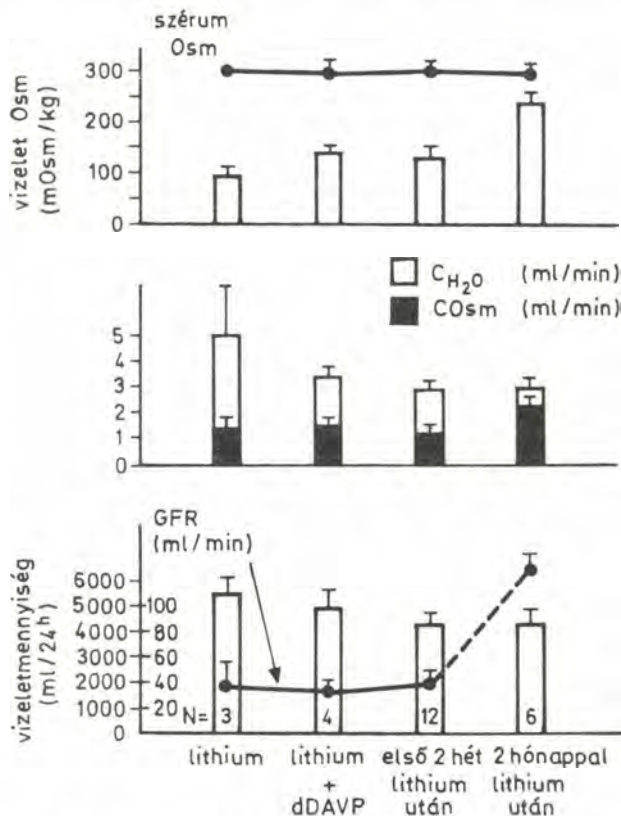 szérum
Osm
vizelet Osm
(mOsm/kg)
300
200
100
0
C H₂O (ml/min)
COsm (ml/min)
5
4
3
2
1
0
GFR
(ml/min)
vizeletmennyiség
(ml/24ʰ)
6000
5000 100
4000 80
3000 60
2000 40
1000 20
0
N= 3 4 12 6
lithium lithium első 2 hét 2 hónappal
+ lithium lithium
dDAVP után után